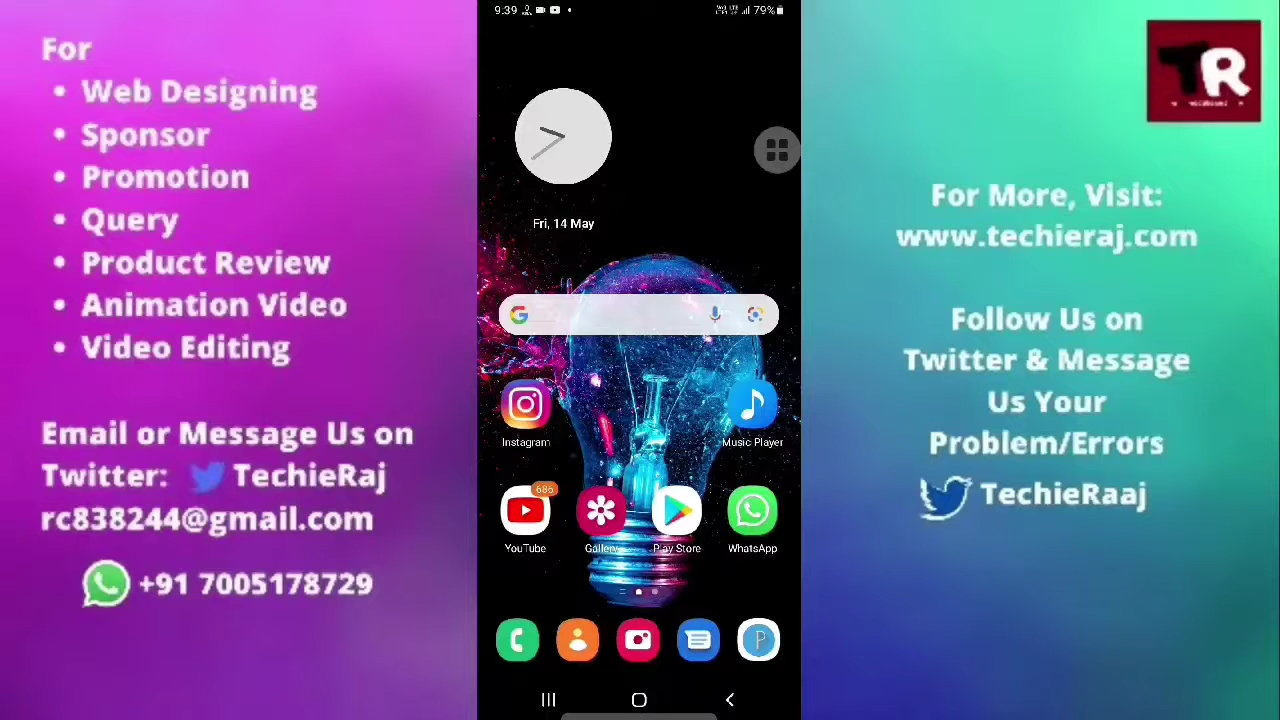 For
• Web Designing
• Sponsor
• Promotion
• Query
• Product Review
• Animation Video
• Video Editing
Email or Message Us on
Twitter: TechieRaj
rc838244@gmail.com
+91 7005178729
9:39
79%
Fri, 14 May
Instagram
Music Player
686
YouTube
Gallery
Play Store
WhatsApp
TR
For More, Visit:
www.techieraj.com
Follow Us on
Twitter & Message
Us Your
Problem/Errors
TechieRaaj